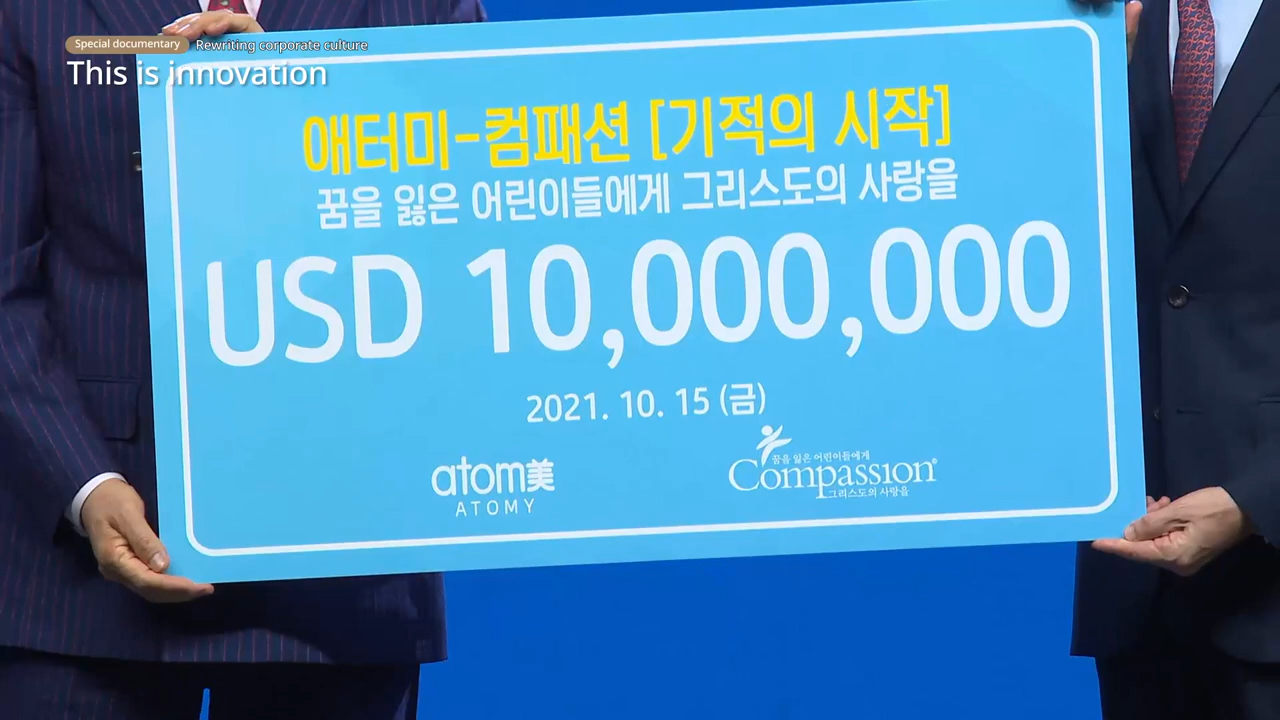 Special documentary Rewriting corporate culture
This is innovation
애터미-컴패션 [기적의 시작]
꿈을 잃은 어린이들에게 그리스도의 사랑을
USD 10,000,000
2021. 10. 15 (금)
atom美
ATOMY
꿈을 잃은 어린이들에게
Compassion®
그리스도의 사랑을